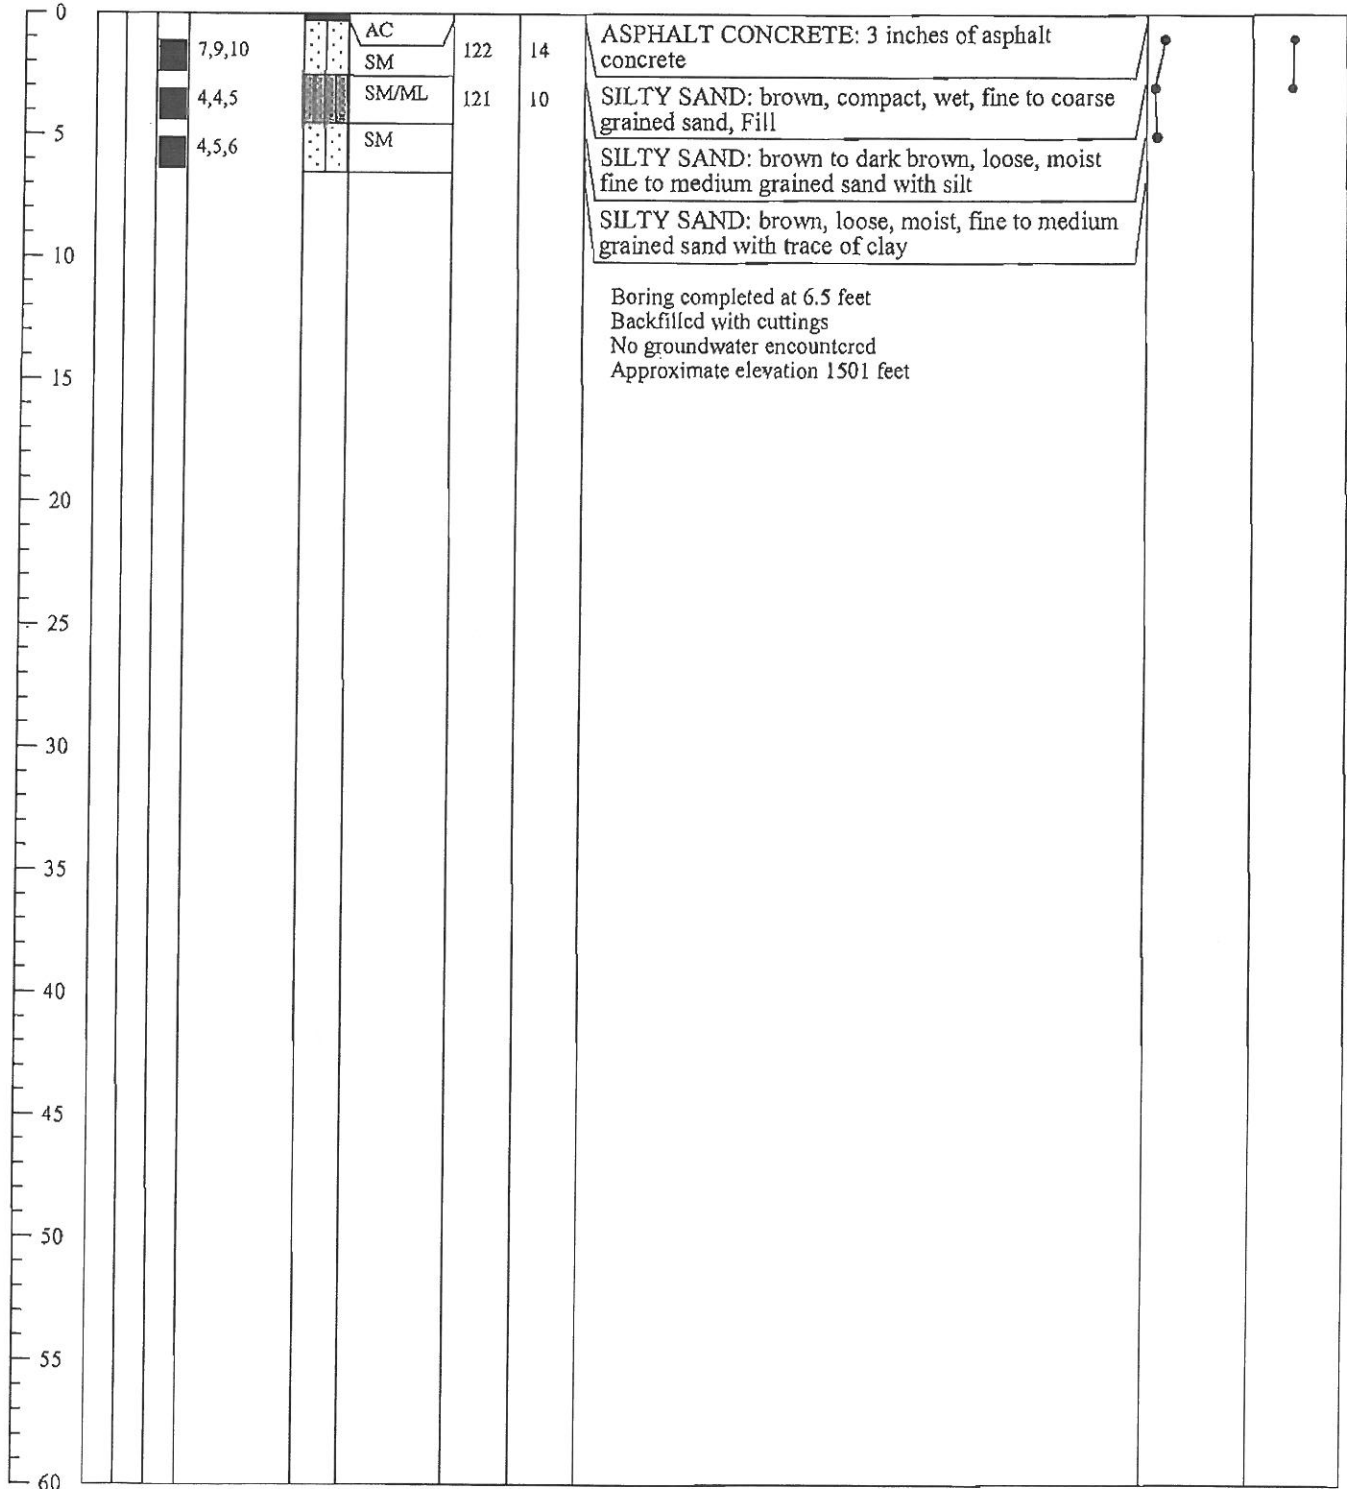 0
AC
7,9,10
SM
122
14
ASPHALT CONCRETE: 3 inches of asphalt
concrete
4,4,5
SM/ML
121
10
SILTY SAND: brown, compact, wet, fine to coarse
grained sand, Fill
5
4,5,6
SM
SILTY SAND: brown to dark brown, loose, moist
fine to medium grained sand with silt
SILTY SAND: brown, loose, moist, fine to medium
grained sand with trace of clay
10
Boring completed at 6.5 feet
Backfilled with cuttings
No groundwater encountered
Approximate elevation 1501 feet
15
20
25
30
35
40
45
50
55
60